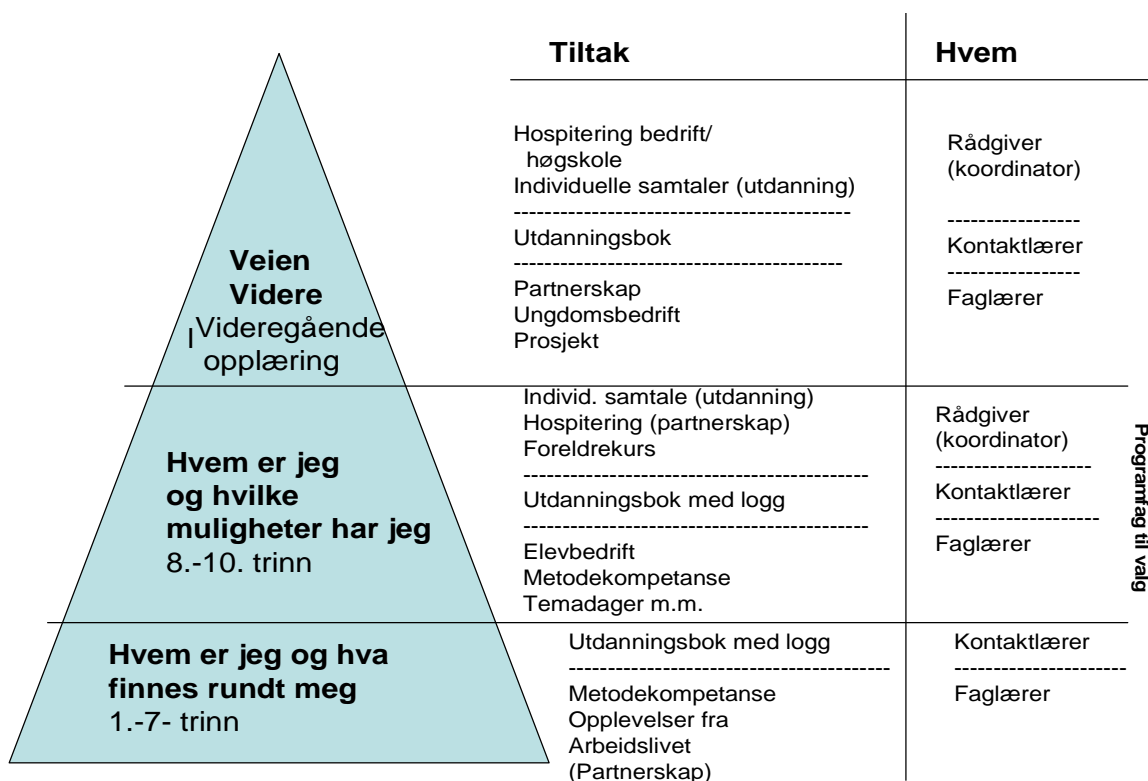 Tiltak
Hvem
Veien
Videre
Videregående
opplæring
Hospitering bedrift/
høgskole
Individuelle samtaler (utdanning)
-------------------------------------------
Utdanningsbok
------------------------------------------
Partnerskap
Ungdomsbedrift
Prosjekt
Rådgiver
(koordinator)
-----------------
Kontaktlærer
-----------------
Faglærer
Hvem er jeg
og hvilke
muligheter har jeg
8.-10. trinn
Individ. samtale (utdanning)
Hospitering (partnerskap)
Foreldrekurs
--------------------------------------------
Utdanningsbok med logg
--------------------------------------------
Elevbedrift
Metodekompetanse
Temadager m.m.
Rådgiver
(koordinator)
--------------------
Kontaktlærer
---------------------
Faglærer
Programfag til valg
Hvem er jeg og hva
finnes rundt meg
1.-7- trinn
Utdanningsbok med logg
-----------------------------------------
Metodekompetanse
Opplevelser fra
Arbeidslivet
(Partnerskap)
Kontaktlærer
----------------------
Faglærer